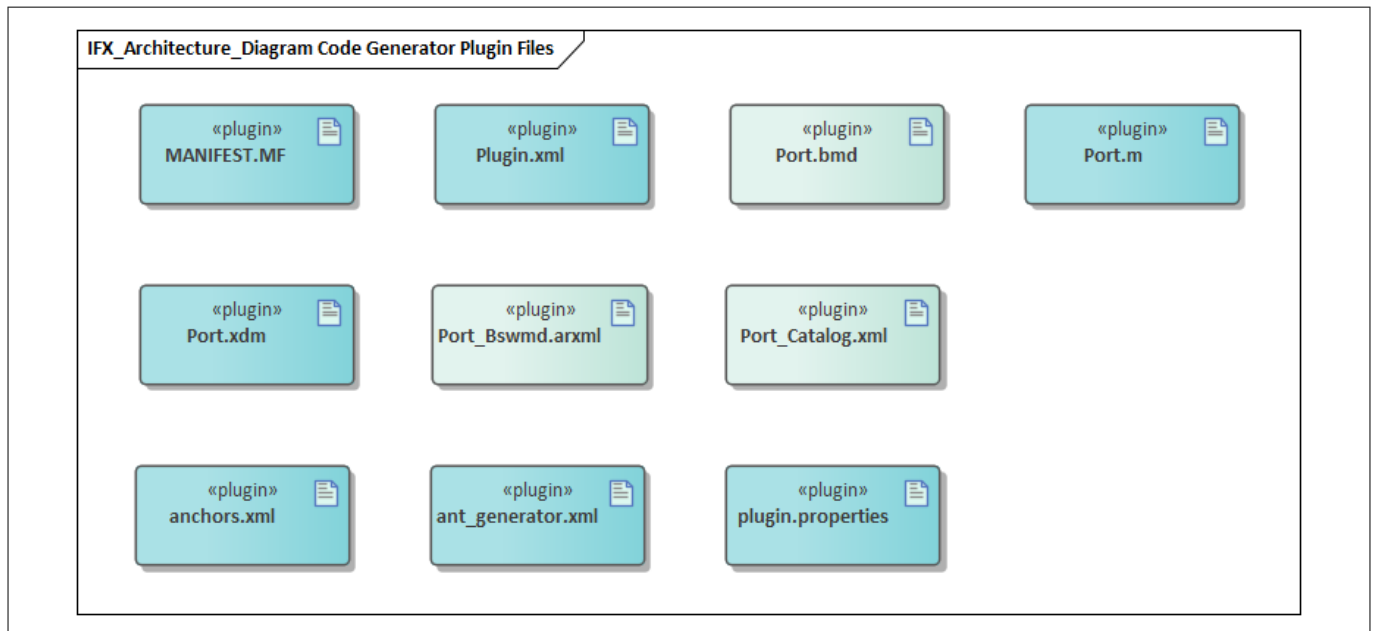 IFX_Architecture_Diagram Code Generator Plugin Files
«plugin»
MANIFEST.MF
«plugin»
Plugin.xml
«plugin»
Port.bmd
«plugin»
Port.m
«plugin»
Port.xdm
«plugin»
Port_Bswmd.arxml
«plugin»
Port_Catalog.xml
«plugin»
anchors.xml
«plugin»
ant_generator.xml
«plugin»
plugin.properties